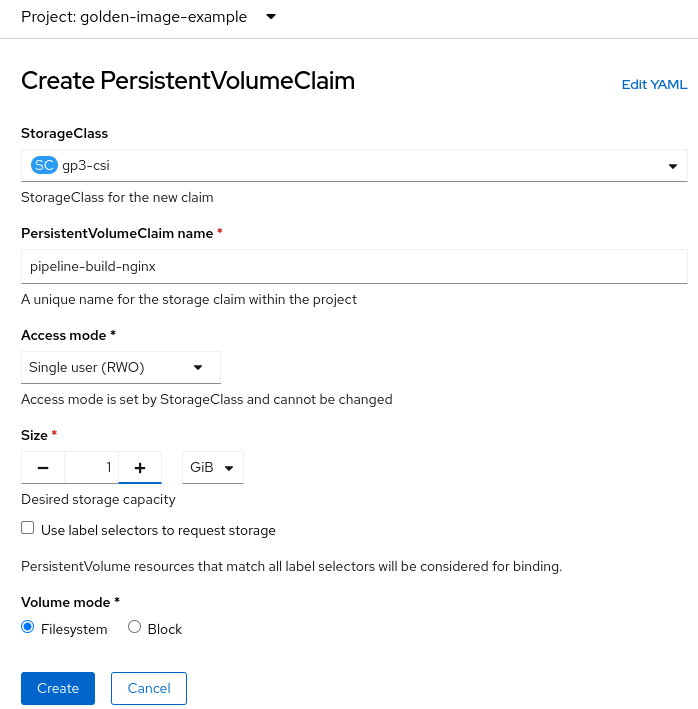 Project: golden-image-example
Create PersistentVolumeClaim
Edit YAML
StorageClass
SC gp3-csi
StorageClass for the new claim
PersistentVolumeClaim name *
pipeline-build-nginx
A unique name for the storage claim within the project
Access mode *
Single user (RWO)
Access mode is set by StorageClass and cannot be changed
Size *
1 GiB
Desired storage capacity
Use label selectors to request storage
PersistentVolume resources that match all label selectors will be considered for binding.
Volume mode *
Filesystem Block
Create Cancel